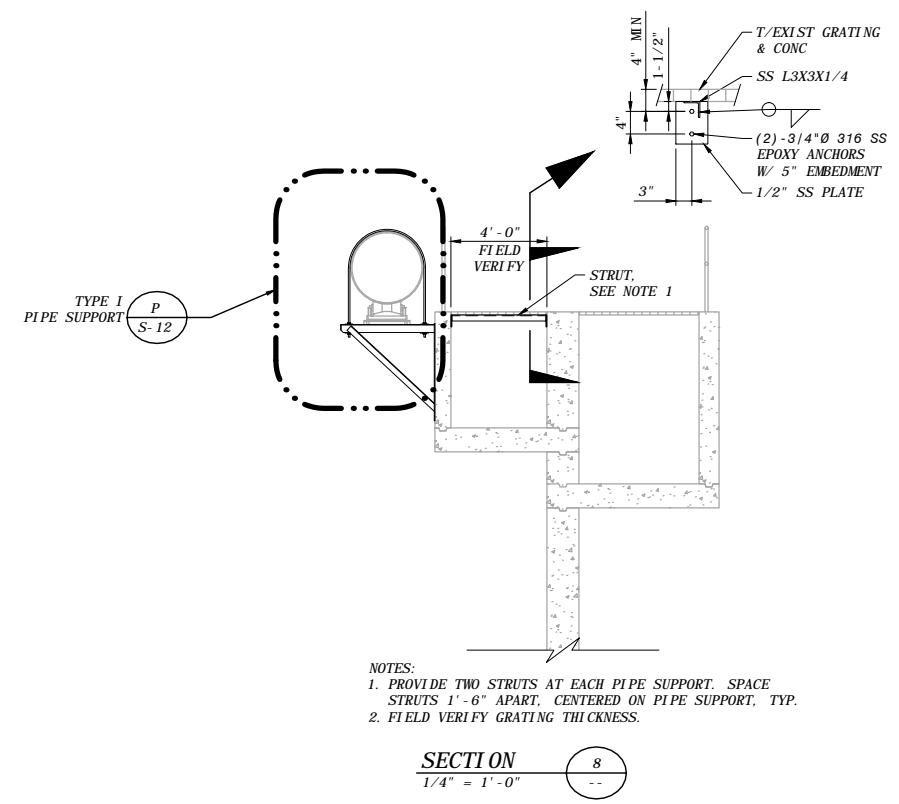 T/EXIST GRATING
& CONC
SS L3X3X1/4
(2)-3/4"Ø 316 SS
EPOXY ANCHORS
W/ 5" EMBEDMENT
1/2" SS PLATE
4" MIN
1-1/2"
4"
3"
4'-0"
FIELD
VERIFY
STRUT,
SEE NOTE 1
TYPE I
PIPE SUPPORT
P
S-12
NOTES:
1. PROVIDE TWO STRUTS AT EACH PIPE SUPPORT. SPACE
STRUTS 1'-6" APART, CENTERED ON PIPE SUPPORT, TYP.
2. FIELD VERIFY GRATING THICKNESS.
SECTION
1/4" = 1'-0"
8
--